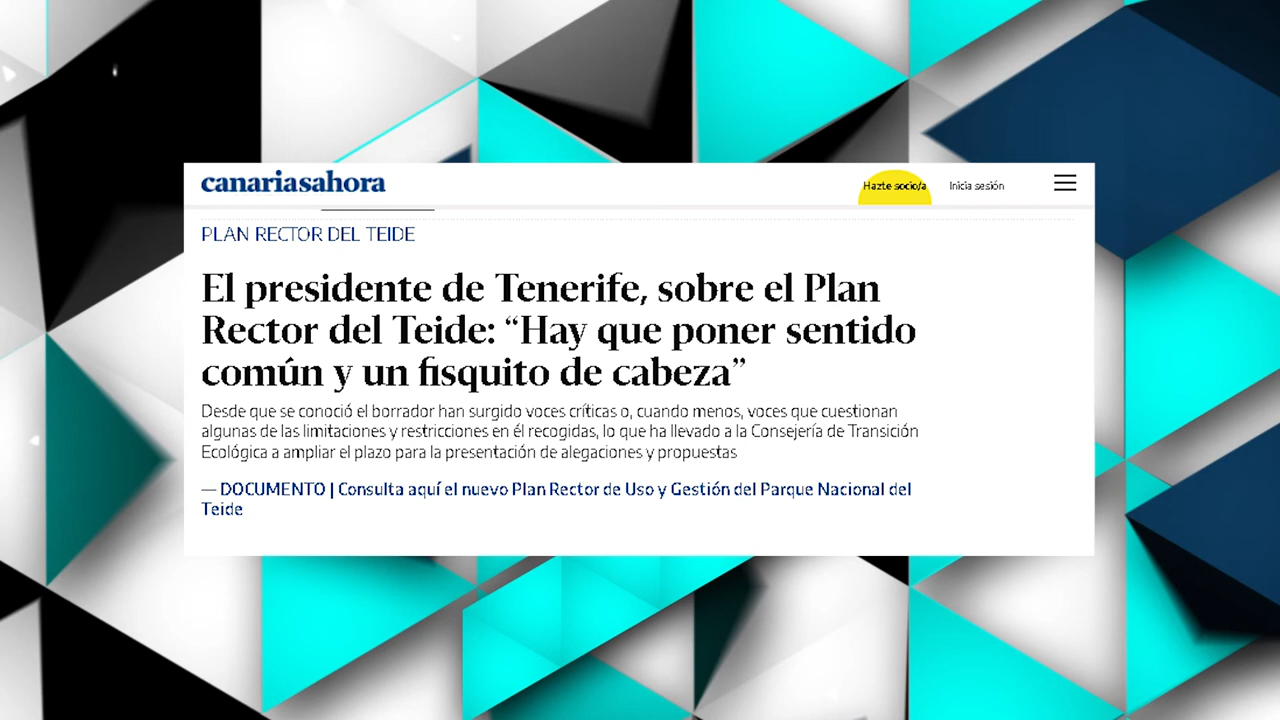 canariasahora
Hazte socio/a
Inicia sesión
PLAN RECTOR DEL TEIDE
El presidente de Tenerife, sobre el Plan
Rector del Teide: “Hay que poner sentido
común y un fisquito de cabeza”
Desde que se conoció el borrador han surgido voces críticas o, cuando menos, voces que cuestionan
algunas de las limitaciones y restricciones en él recogidas, lo que ha llevado a la Consejería de Transición
Ecológica a ampliar el plazo para la presentación de alegaciones y propuestas
— DOCUMENTO | Consulta aquí el nuevo Plan Rector de Uso y Gestión del Parque Nacional del
Teide